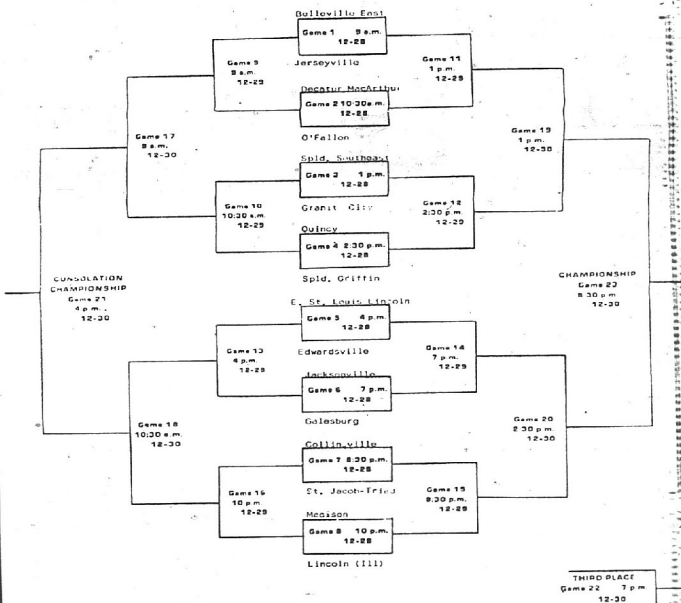 Belleville East
Game 1 9 a.m.
12-28
Jerseyville
Decatur MacArthur
Game 2 10:30 a.m.
12-28
O'Fallon
Spld. Southeast
Game 3 1 p.m.
12-28
Granit City
Quincy
Game 4 2:30 p.m.
12-28
Spld. Griffin
E. St. Louis Lincoln
Game 5 4 p.m.
12-28
Edwardsville
Jacksonville
Game 6 7 p.m.
12-28
Galesburg
Collinsville
Game 7 8:30 p.m.
12-28
St. Jacob-Tried
Madison
Game 8 10 p.m.
12-28
Lincoln (Ill)
Game 9
9 a.m.
12-29
Game 10
10:30 a.m.
12-29
Game 13
4 p.m.
12-29
Game 16
10 p.m.
12-29
Game 17
9 a.m.
12-30
Game 18
10:30 a.m.
12-30
CONSOLATION
CHAMPIONSHIP
Game 21
4 p.m.
12-30
Game 11
1 p.m.
12-29
Game 12
2:30 p.m.
12-29
Game 14
7 p.m.
12-29
Game 15
8:30 p.m.
12-29
Game 19
1 p.m.
12-30
Game 20
2:30 p.m.
12-30
CHAMPIONSHIP
Game 23
8:30 p.m.
12-30
THIRD PLACE
Game 22 7 p.m.
12-30